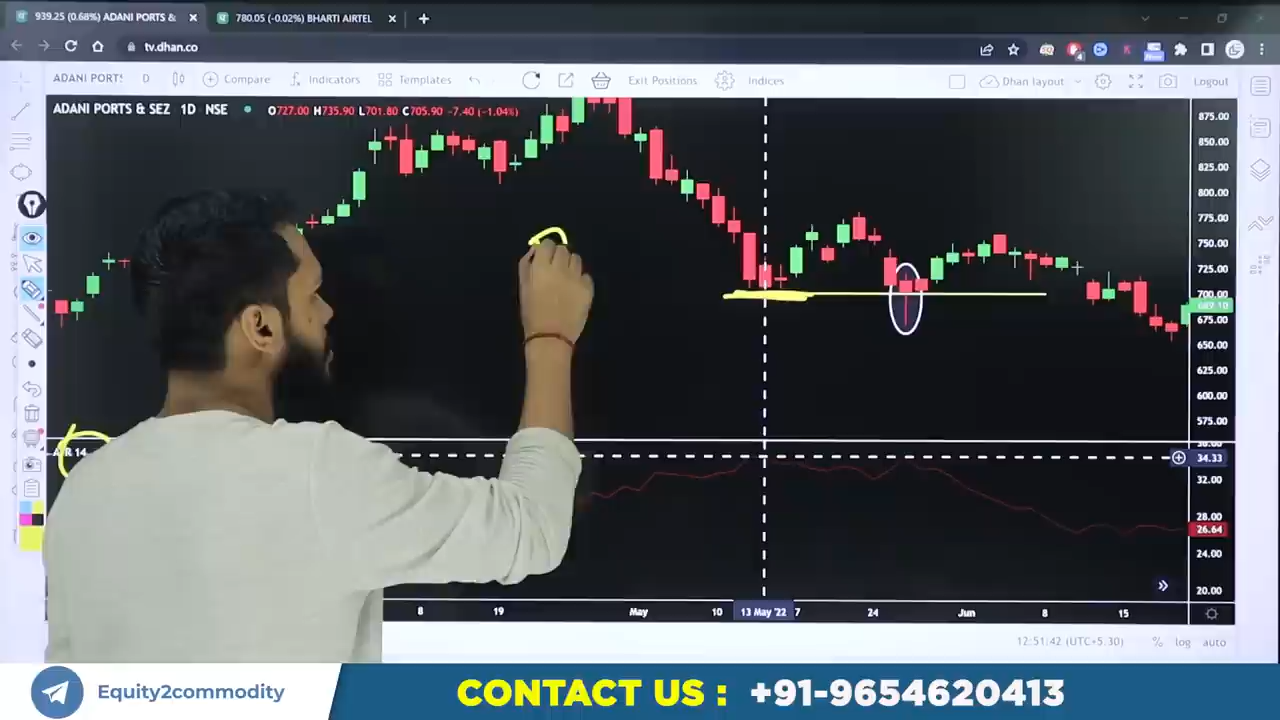 939.25 (0.68%) ADANI PORTS &
780.05 (-0.02%) BHARTI AIRTEL
tv.dhan.co
ADANI PORTS
D
Compare
Indicators
Templates
Exit Positions
Indices
Dhan layout
Logout
ADANI PORTS & SEZ 1D NSE
O727.00 H735.90 L701.80 C705.90 -7.40 (-1.04%)
875.00
850.00
825.00
800.00
775.00
750.00
725.00
700.00
689.10
675.00
650.00
625.00
600.00
575.00
ATR 14
34.33
32.00
28.00
26.64
24.00
20.00
8
19
May
10
13 May '22
7
24
Jun
8
15
12:51:42 (UTC+5:30)
%
log
auto
Equity2commodity
CONTACT US : +91-9654620413